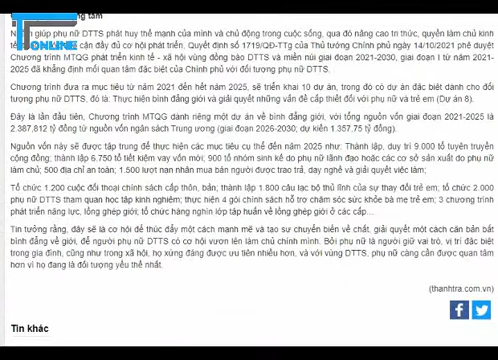 ng tâm
T ONLINE
N giúp phụ nữ DTTS phát huy thế mạnh của mình và chủ động trong cuộc sống, qua đó nâng cao tri thức, quyền làm chủ kinh
tế cận đầy đủ cơ hội phát triển, Quyết định số 1719/QĐ-TTg của Thủ tướng Chính phủ ngày 14/10/2021 phê duyệt
Chương trình MTQG phát triển kinh tế - xã hội vùng đồng bào DTTS và miền núi giai đoạn 2021-2030, giai đoạn I từ năm 2021-
2025 đã khẳng định mối quan tâm đặc biệt của Chính phủ với đối tượng phụ nữ DTTS.
Chương trình đưa ra mục tiêu từ năm 2021 đến hết năm 2025, sẽ triển khai 10 dự án, trong đó có dự án đặc biệt dành cho đối
tượng phụ nữ DTTS, đó là: Thực hiện bình đẳng giới và giải quyết những vấn đề cấp thiết đối với phụ nữ và trẻ em (Dự án 8).
Đây là lần đầu tiên, Chương trình MTQG dành riêng một dự án về bình đẳng giới, với tổng nguồn vốn giai đoạn 2021-2025 là
2.387,812 tỷ đồng từ nguồn vốn ngân sách Trung ương (giai đoạn 2026-2030; dự kiến 1.357,75 tỷ đồng).
Nguồn vốn này sẽ được tập trung để thực hiện các mục tiêu cụ thể đến năm 2025 như: Thành lập, duy trì 9.000 tổ tuyên truyền
cộng đồng; thành lập 6.750 tổ tiết kiệm vay vốn mới; 900 tổ nhóm sinh kế do phụ nữ lãnh đạo hoặc các cơ sở sản xuất do phụ nữ
làm chủ; 500 địa chỉ an toàn; 1.500 lượt nạn nhân mua bán người được trao trả, dạy nghề và giải quyết việc làm;
Tổ chức 1.200 cuộc đối thoại chính sách cấp thôn, bản; thành lập 1.800 câu lạc bộ thủ lĩnh của sự thay đổi trẻ em; tổ chức 2.000
phụ nữ DTTS tham quan học tập kinh nghiệm; thực hiện 4 gói chính sách hỗ trợ chăm sóc sức khỏe bà mẹ trẻ em; 3 chương trình
phát triển năng lực, lồng ghép giới; tổ chức hàng nghìn lớp tập huấn về lồng ghép giới ở các cấp...
Tin tưởng rằng, đây sẽ là cơ hội để thúc đẩy một cách mạnh mẽ và tạo sự chuyển biến về chất, giải quyết một cách căn bản bất
bình đẳng về giới, để người phụ nữ DTTS có cơ hội vươn lên làm chủ chính mình. Bởi phụ nữ là người giữ vai trò, vị trí đặc biệt
trong gia đình, cũng như trong xã hội, họ xứng đáng được ưu tiên nhiều hơn, và với vùng DTTS, phụ nữ càng cần được quan tâm
hơn vì họ đang là đối tượng yếu thế nhất.
(thanhtra.com.vn)
Tin khác